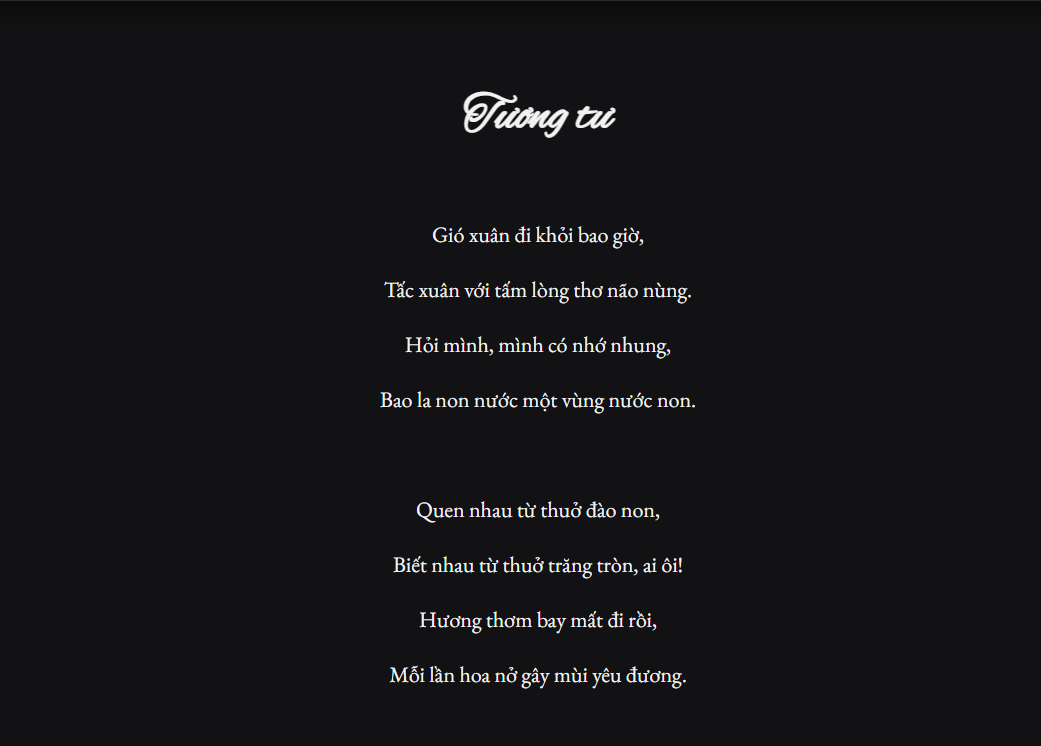 Tương tư
Gió xuân đi khỏi bao giờ,
Tấc xuân với tấm lòng thơ não nùng.
Hỏi mình, mình có nhớ nhung,
Bao la non nước một vùng nước non.
Quen nhau từ thuở đào non,
Biết nhau từ thuở trăng tròn, ai ôi!
Hương thơm bay mất đi rồi,
Mỗi lần hoa nở gây mùi yêu đương.